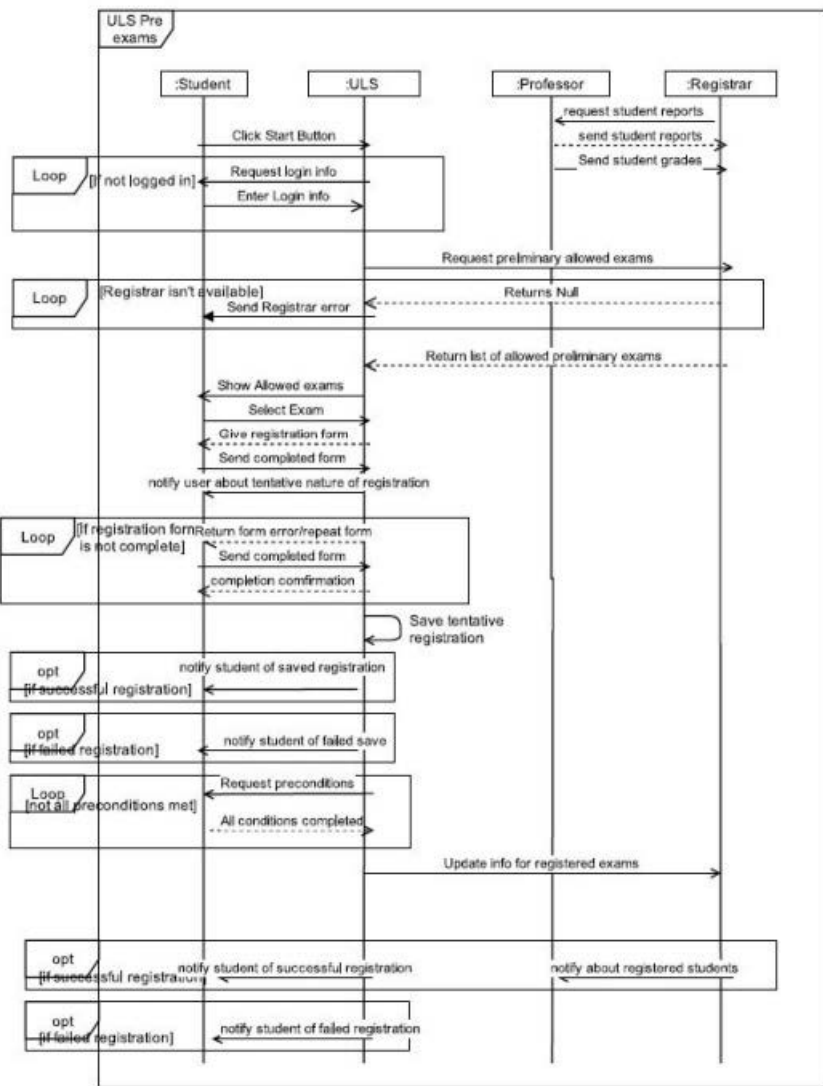 ULS Pre
exams
:Student
:ULS
:Professor
:Registrar
request student reports
Click Start Button
send student reports
Loop
[If not logged in]
Request login info
Send student grades
Enter Login info
Request preliminary allowed exams
Loop
[Registrar isn't available]
Returns Null
Send Registrar error
Return list of allowed preliminary exams
Show Allowed exams
Select Exam
Give registration form
Send completed form
notify user about tentative nature of registration
Loop
[If registration form
is not complete]
Return form error/repeat form
Send completed form
completion comfirmation
Save tentative
registration
opt
[if successful registration]
notify student of saved registration
opt
[if failed registration]
notify student of failed save
Loop
[not all preconditions met]
Request preconditions
All conditions completed
Update info for registered exams
opt
[if successful registration]
notify student of successful registration
notify about registered students
opt
[if failed registration]
notify student of failed registration